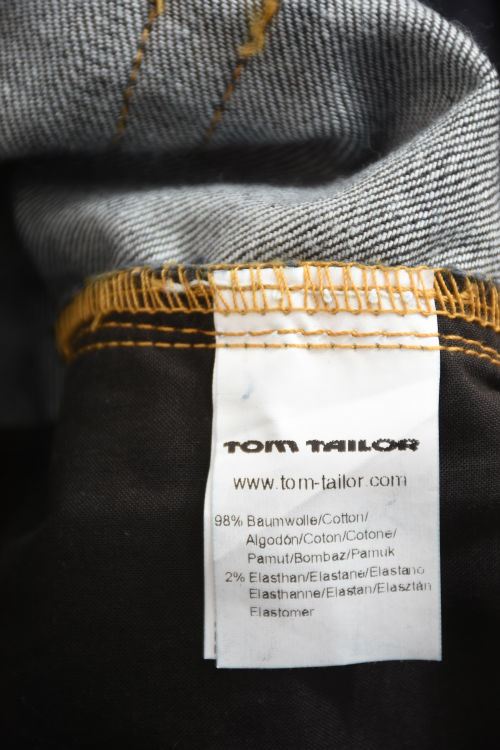 TOM TAILOR
www.tom-tailor.com
98% Baumwolle/Cotton/
Algodón/Coton/Cotone/
Pamut/Bombaz/Pamuk
2% Elasthan/Elastane/Elastano
Elasthanne/Elastan/Elasztán
Elastomer